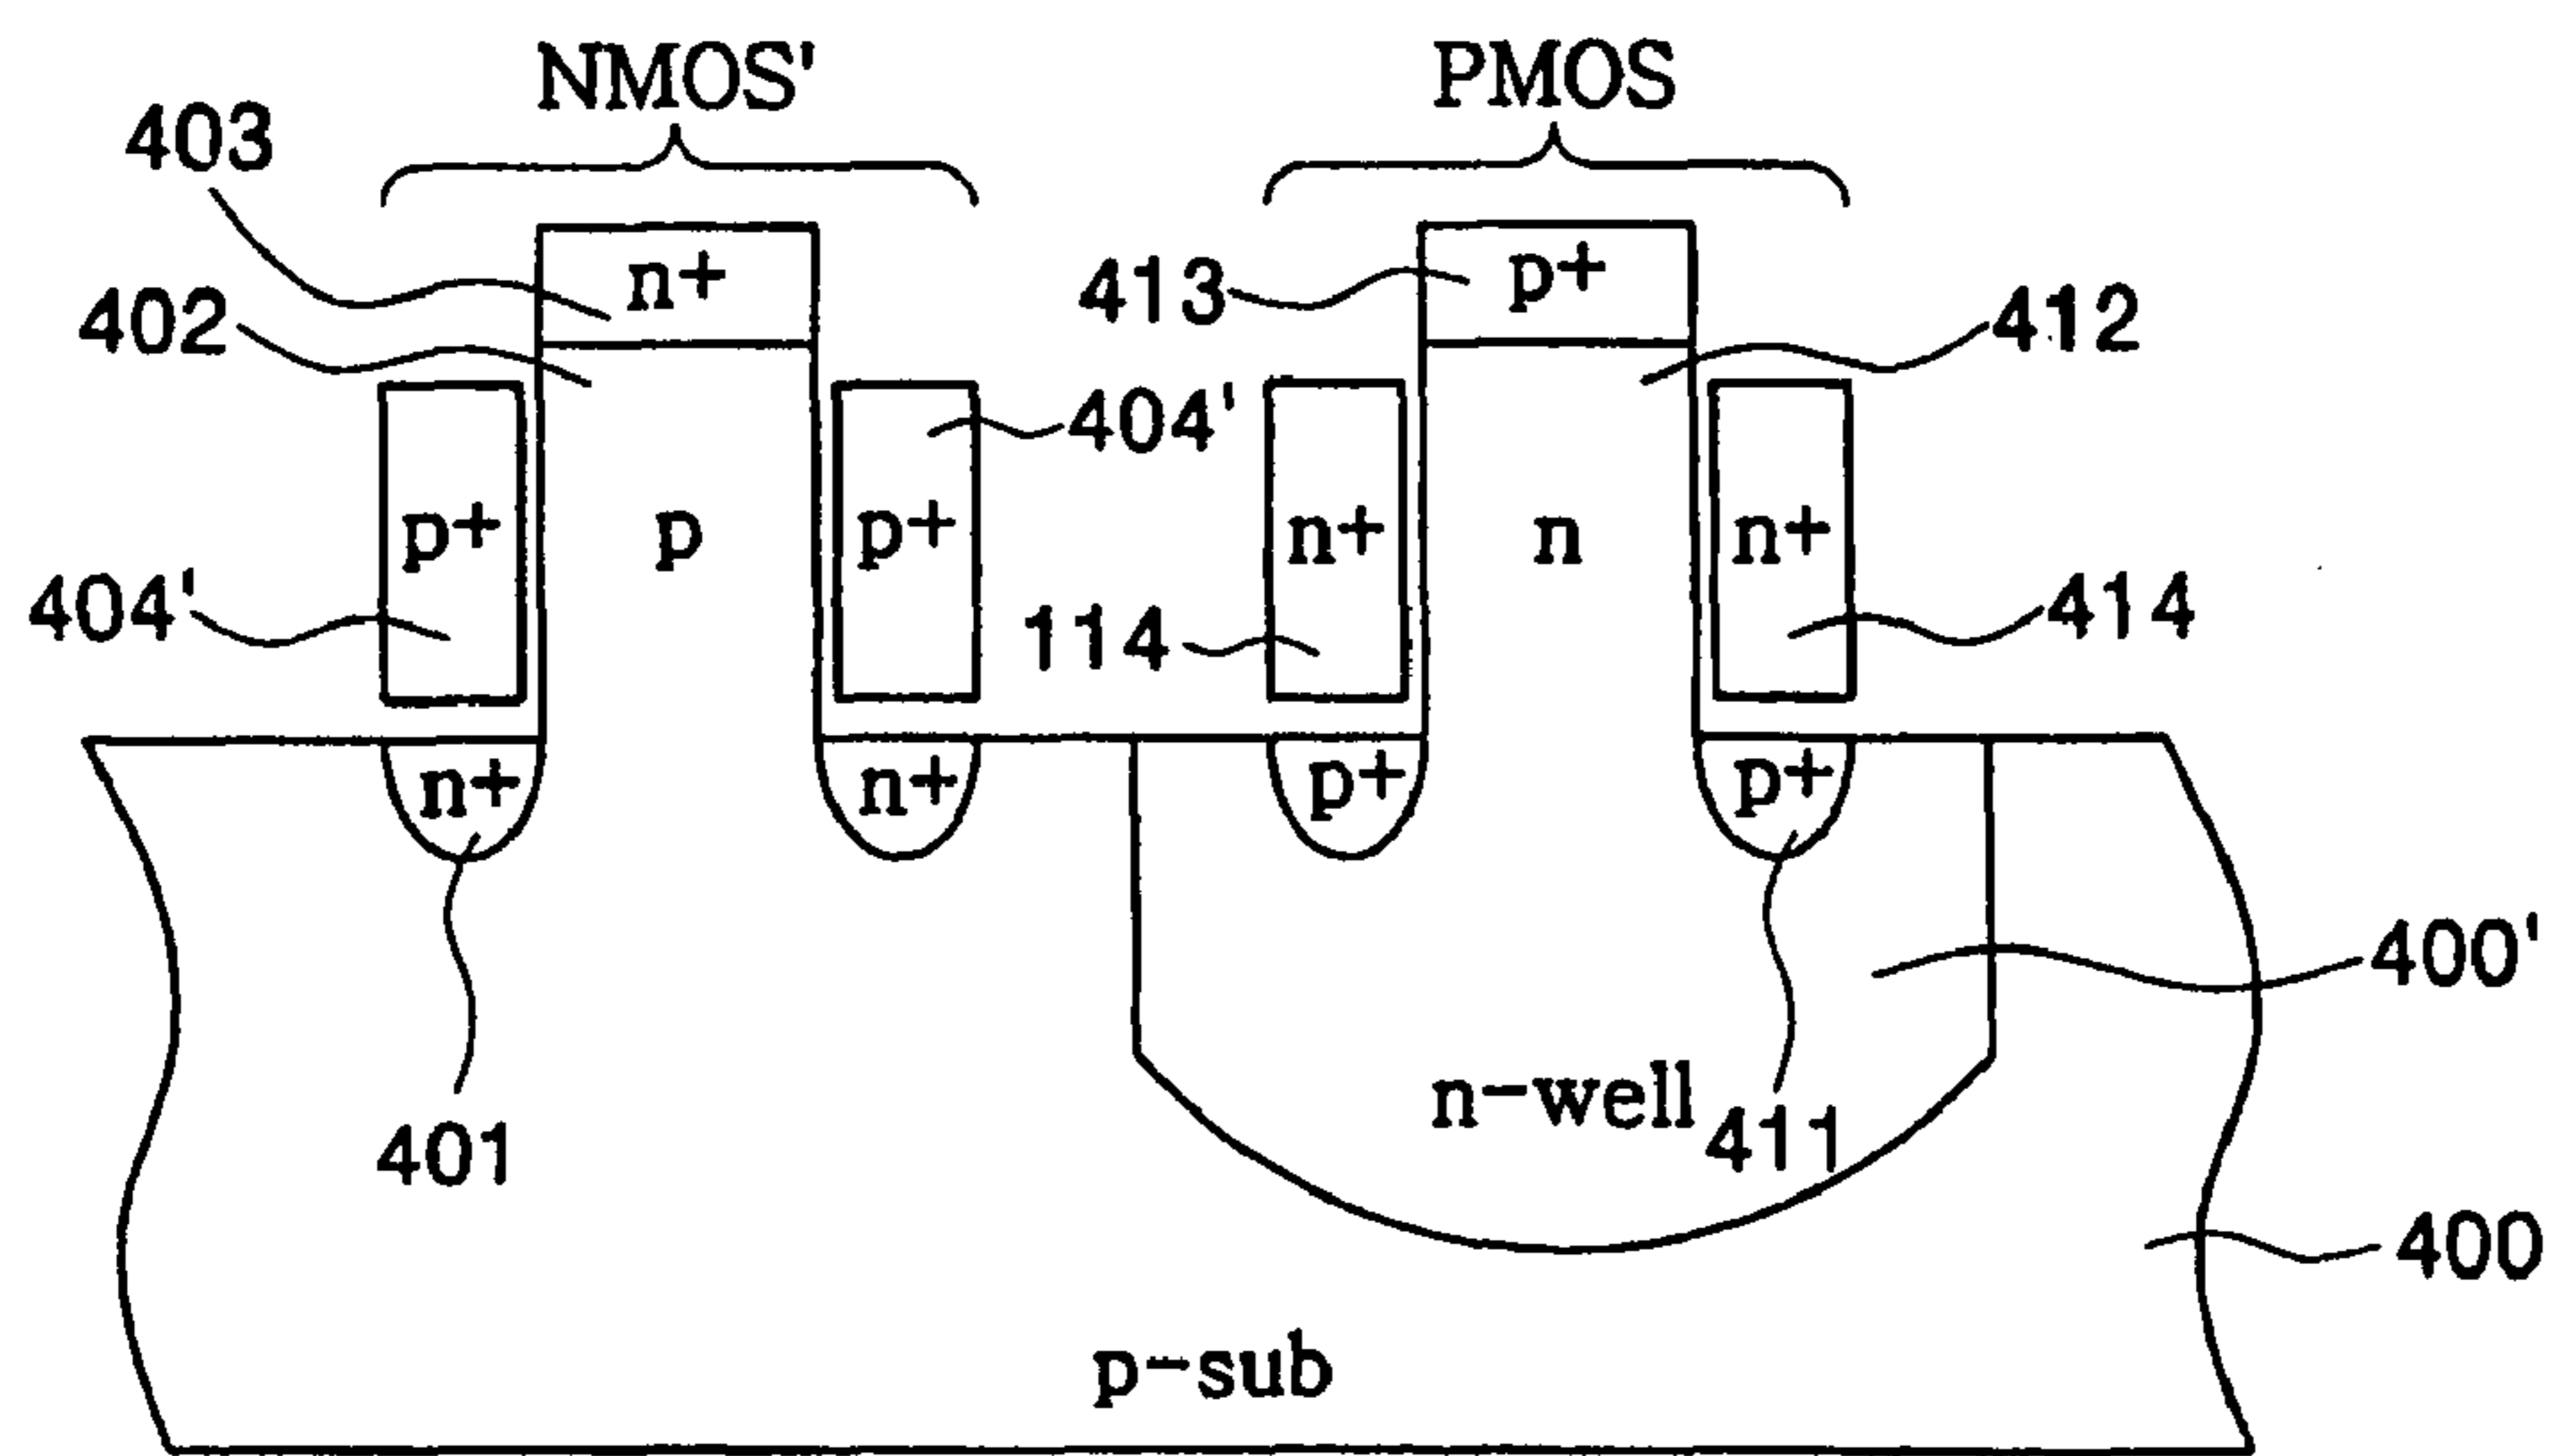 NMOS' PMOS
403
n+ p+
413 412
402
404'
p+ p p+ n+ n n+
404' 114 414
n+ n+ p+ p+
400'
n-well 411
401
400
p-sub